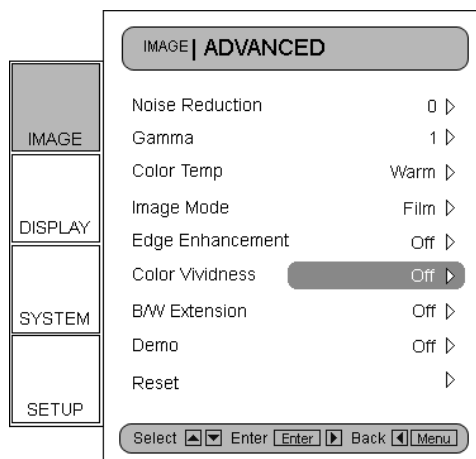 IMAGE | ADVANCED
IMAGE
DISPLAY
SYSTEM
SETUP
Noise Reduction 0
Gamma 1
Color Temp Warm
Image Mode Film
Edge Enhancement Off
Color Vividness Off
B/W Extension Off
Demo Off
Reset
Select Enter Enter Back Menu